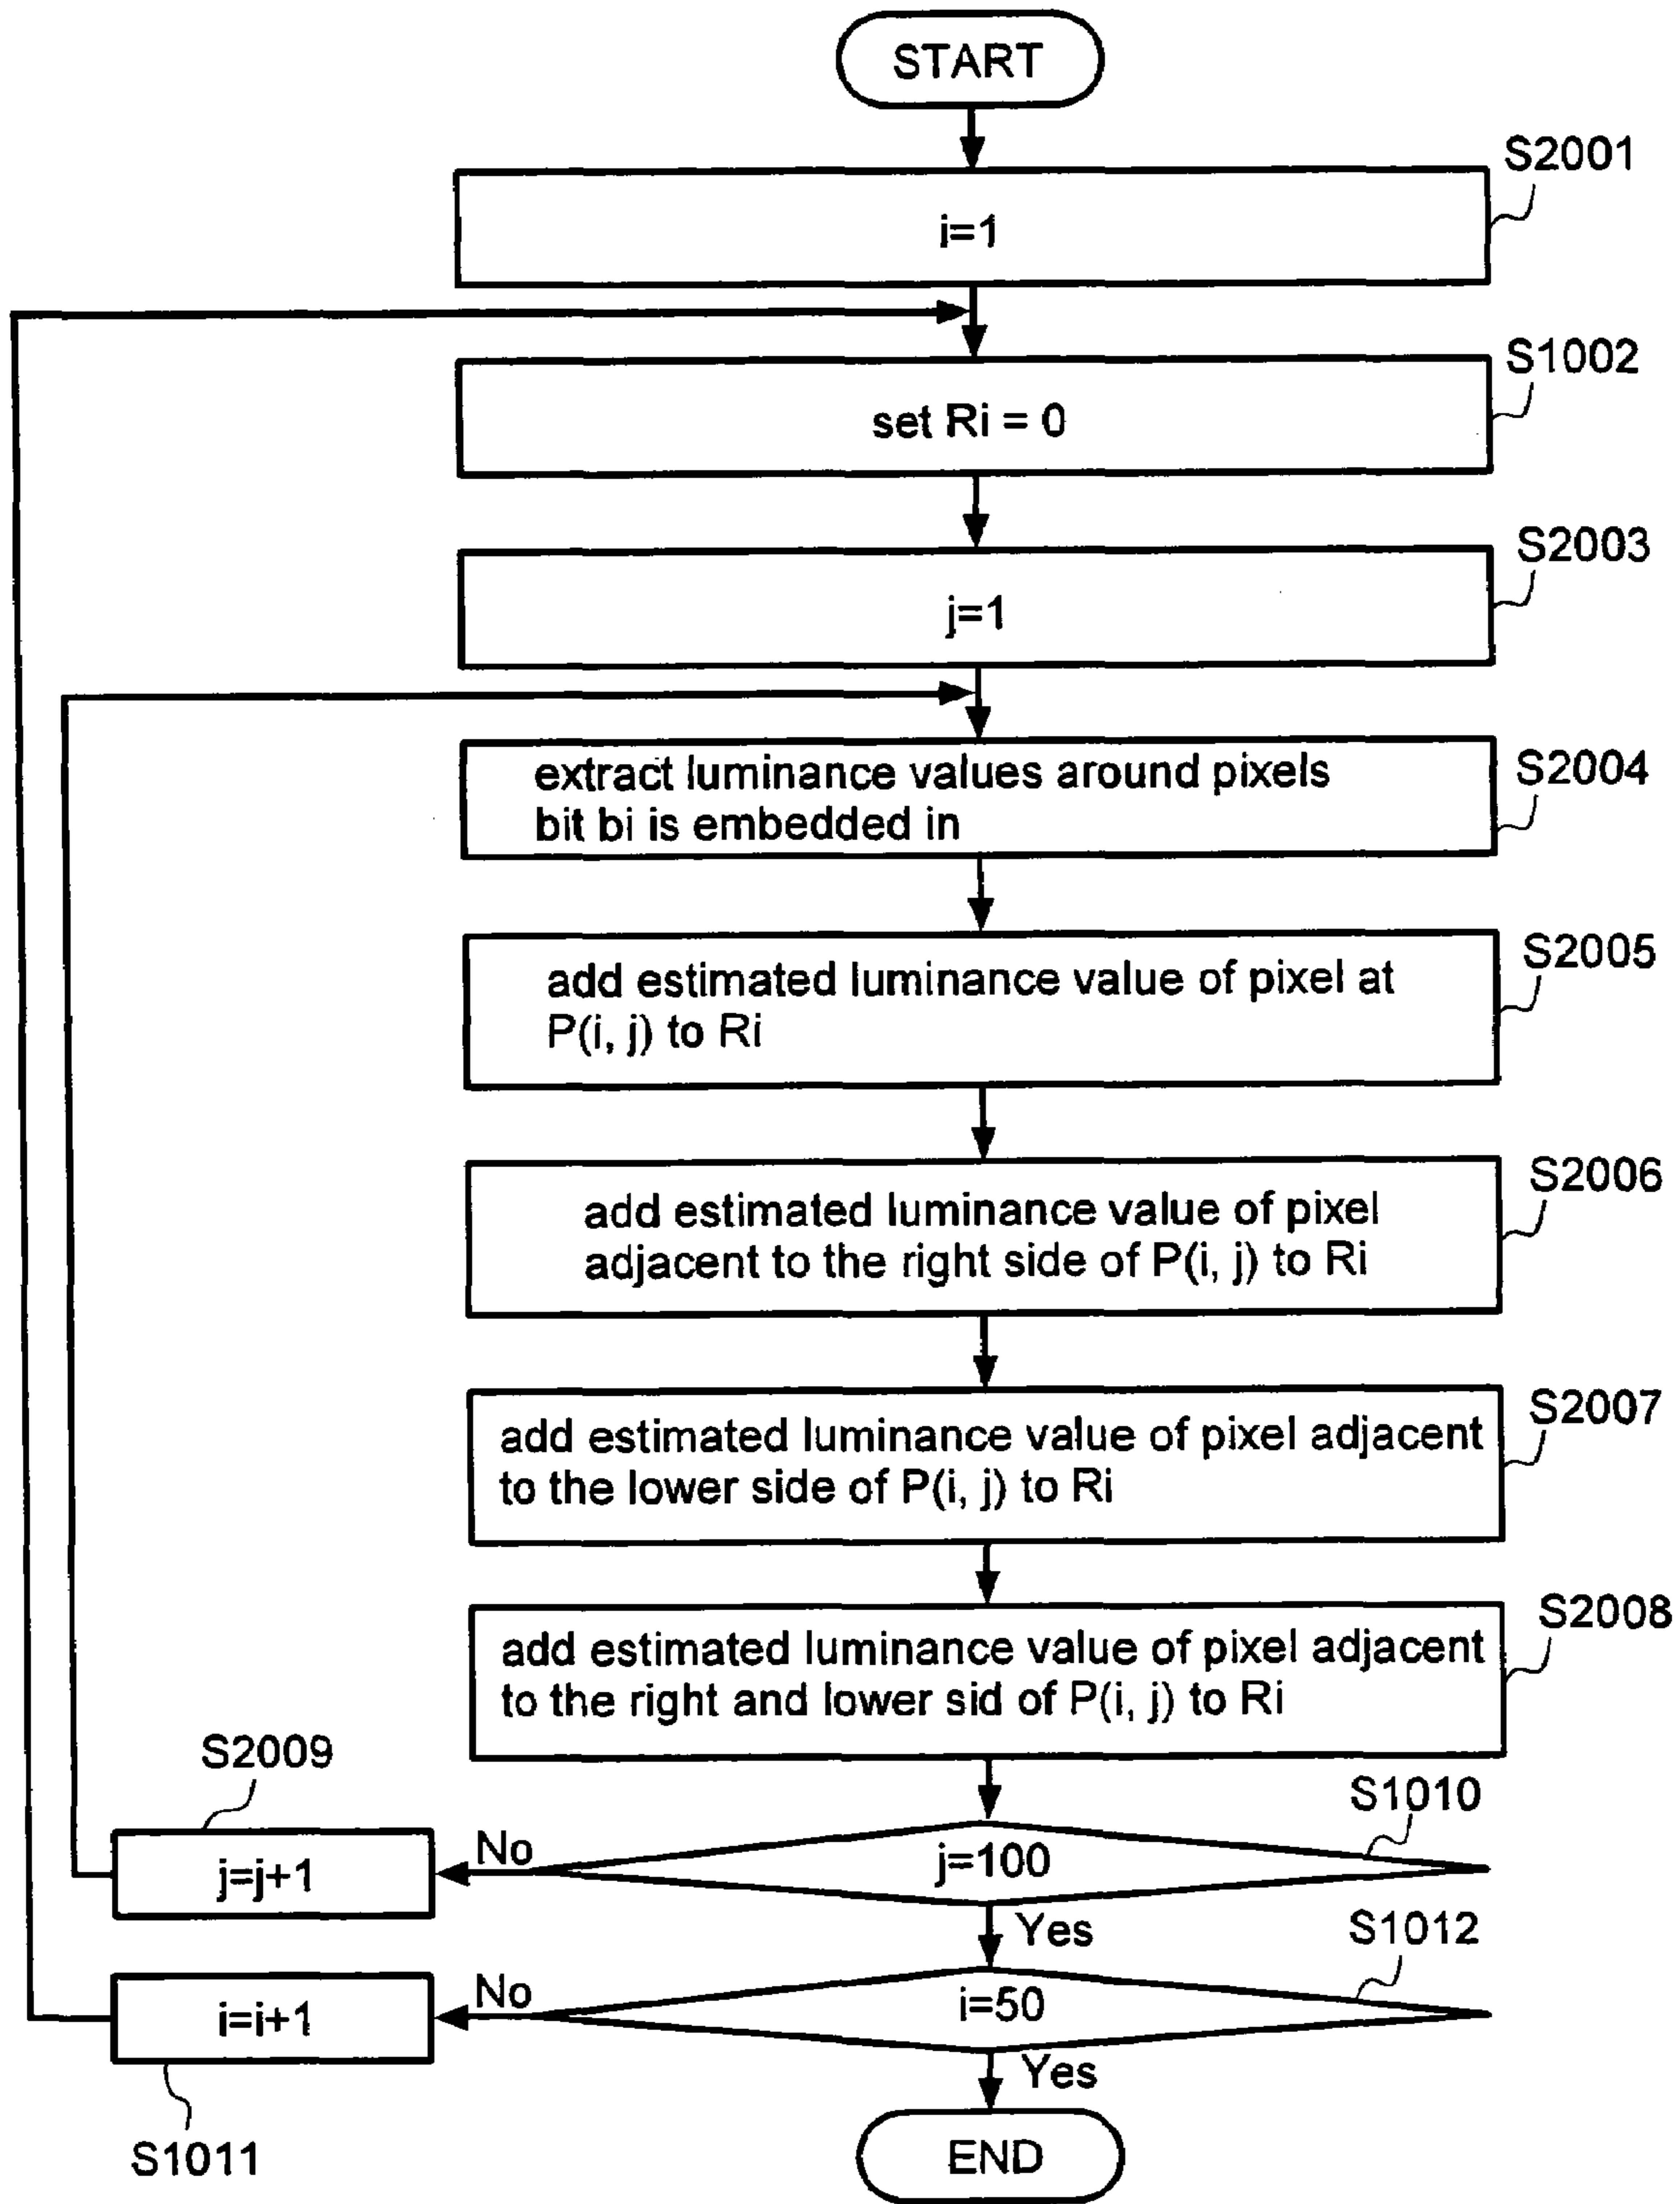 START
S2001
i=1
S1002
set Ri = 0
S2003
j=1
S2004
extract luminance values around pixels
bit bi is embedded in
S2005
add estimated luminance value of pixel at
P(i, j) to Ri
S2006
add estimated luminance value of pixel
adjacent to the right side of P(i, j) to Ri
S2007
add estimated luminance value of pixel adjacent
to the lower side of P(i, j) to Ri
S2008
add estimated luminance value of pixel adjacent
to the right and lower sid of P(i, j) to Ri
S2009
j=j+1
No
S1010
j=100
Yes
S1012
i=50
No
i=i+1
S1011
Yes
END